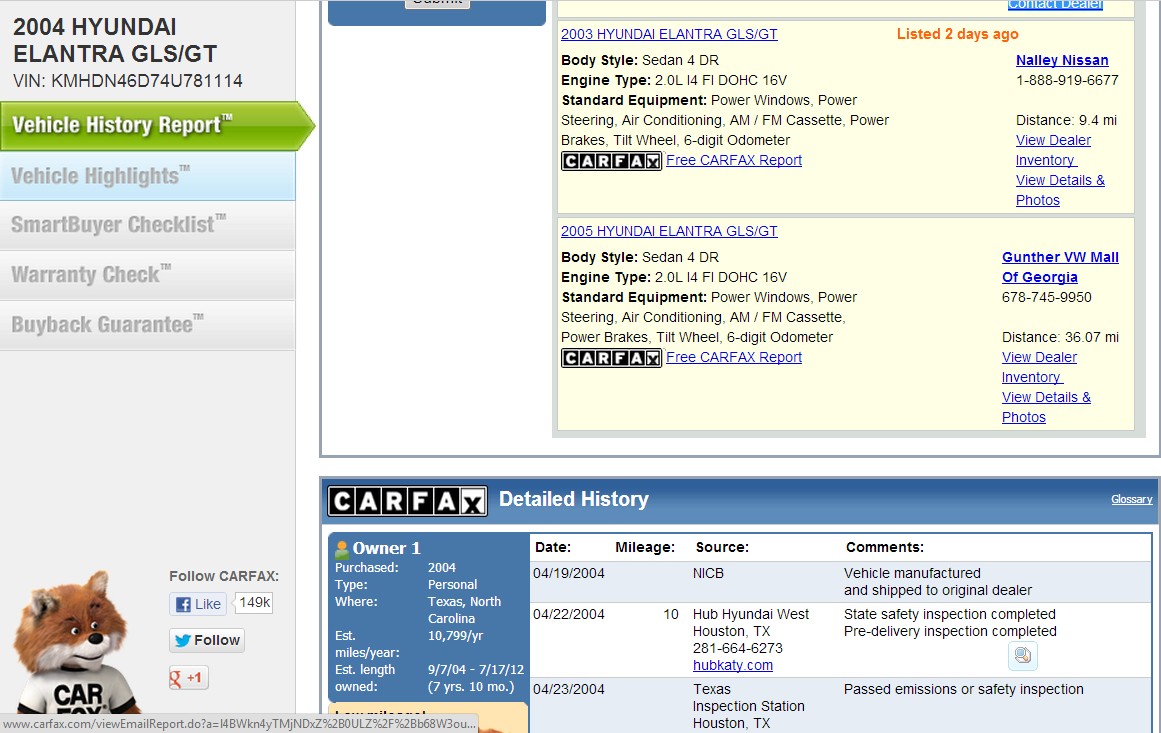 2004 HYUNDAI
ELANTRA GLS/GT
VIN: KMHDN46D74U781114
Vehicle History Report™
Vehicle Highlights™
SmartBuyer Checklist™
Warranty Check™
Buyback Guarantee™
Follow CARFAX:
Like
149k
Follow
+1
CAR
FOX
www.carfax.com/viewEmailReport.do?a=I4BWkn4yTMjNDxZ%2B0ULZ%2F%2Bb68W3ou...
Submit
Contact Dealer
2003 HYUNDAI ELANTRA GLS/GT
Listed 2 days ago
Body Style: Sedan 4 DR
Engine Type: 2.0L I4 FI DOHC 16V
Standard Equipment: Power Windows, Power
Steering, Air Conditioning, AM / FM Cassette, Power
Brakes, Tilt Wheel, 6-digit Odometer
CARFAX Free CARFAX Report
Nalley Nissan
1-888-919-6677
Distance: 9.4 mi
View Dealer
Inventory
View Details &
Photos
2005 HYUNDAI ELANTRA GLS/GT
Body Style: Sedan 4 DR
Engine Type: 2.0L I4 FI DOHC 16V
Standard Equipment: Power Windows, Power
Steering, Air Conditioning, AM / FM Cassette,
Power Brakes, Tilt Wheel, 6-digit Odometer
CARFAX Free CARFAX Report
Gunther VW Mall
Of Georgia
678-745-9950
Distance: 36.07 mi
View Dealer
Inventory
View Details &
Photos
CARFAX Detailed History
Glossary
Owner 1
Purchased: 2004
Type: Personal
Where: Texas, North
Carolina
Est. 10,799/yr
miles/year:
Est. length 9/7/04 - 7/17/12
owned: (7 yrs. 10 mo.)
Low mileage!
Date: Mileage: Source: Comments:
04/19/2004 NICB Vehicle manufactured
and shipped to original dealer
04/22/2004 10 Hub Hyundai West State safety inspection completed
Houston, TX Pre-delivery inspection completed
281-664-6273
hubkaty.com
04/23/2004 Texas Passed emissions or safety inspection
Inspection Station
Houston, TX